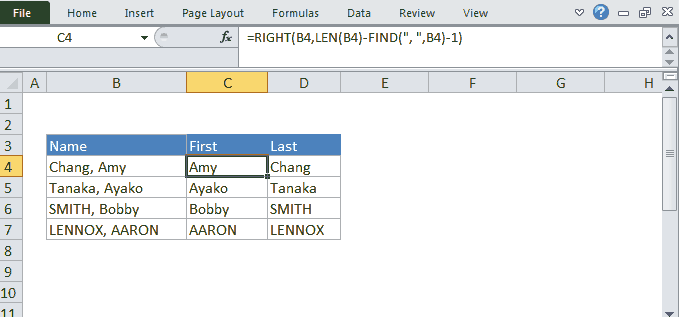 File Home Insert Page Layout Formulas Data Review View
C4 fx =RIGHT(B4,LEN(B4)-FIND(", ",B4)-1)
A B C D E F G H
1
2
3 Name First Last
4 Chang, Amy Amy Chang
5 Tanaka, Ayako Ayako Tanaka
6 SMITH, Bobby Bobby SMITH
7 LENNOX, AARON AARON LENNOX
8
9
10
11